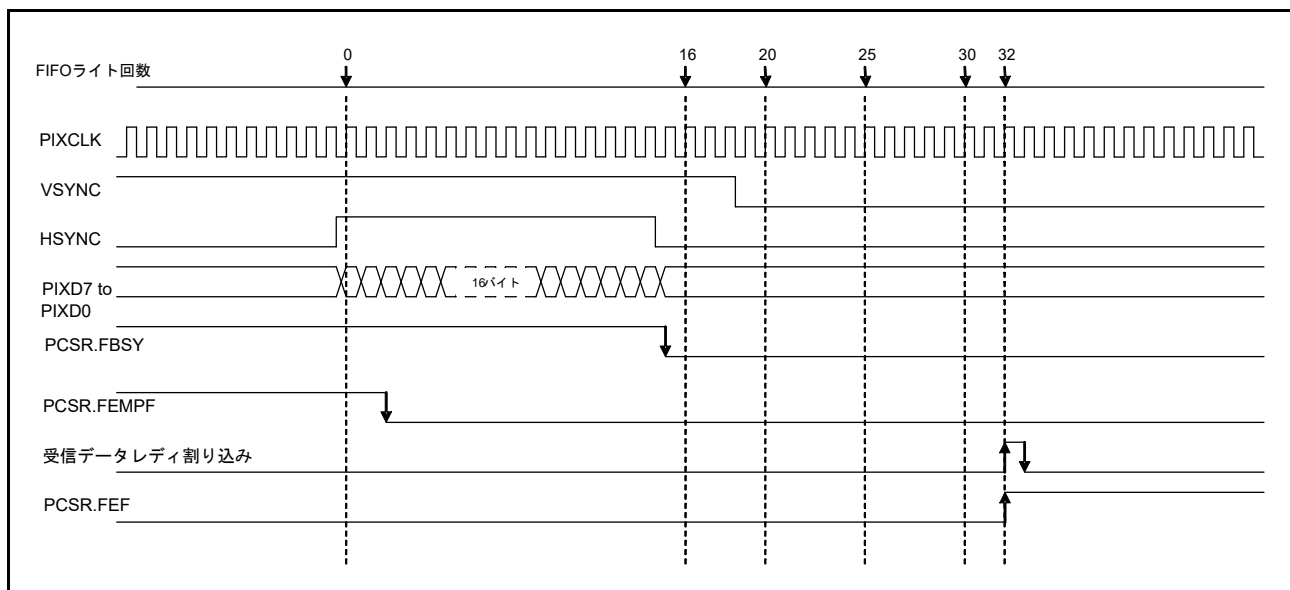 0 16 20 25 30 32
FIFOライト回数
PIXCLK
VSYNC
HSYNC
PIXD7 to
PIXD0
16バイト
PCSR.FBSY
PCSR.FEMPF
受信データレディ割り込み
PCSR.FEF